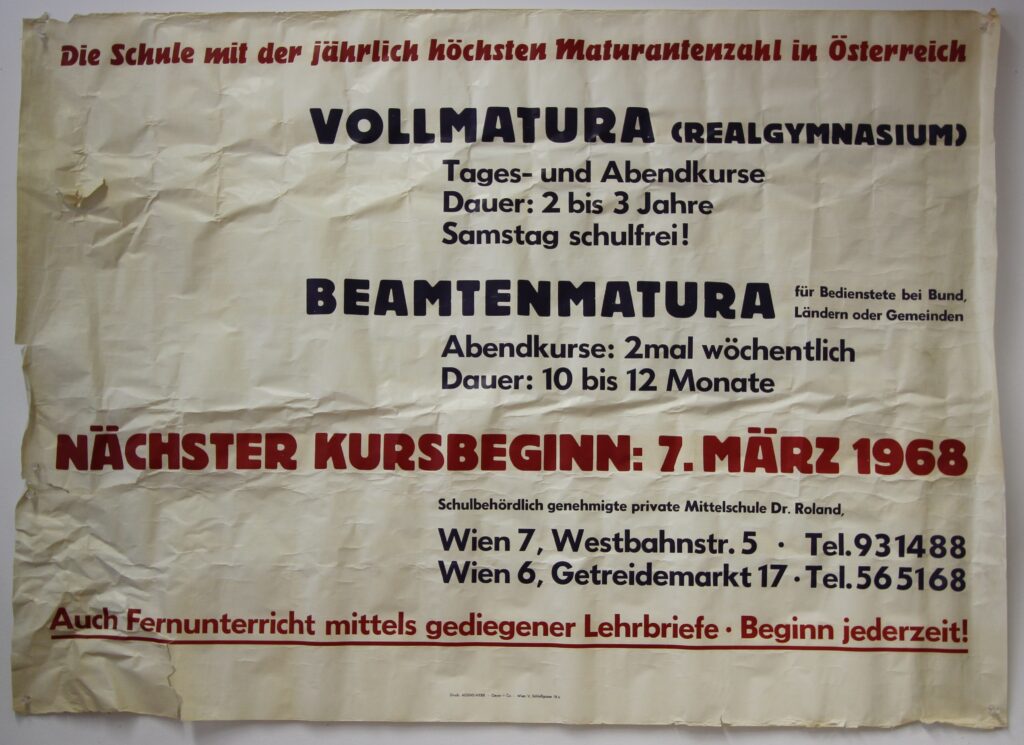 Die Schule mit der jährlich höchsten Maturantenzahl in Österreich
VOLLMATURA (REALGYMNASIUM)
Tages- und Abendkurse
Dauer: 2 bis 3 Jahre
Samstag schulfrei!
BEAMTENMATURA für Bedienstete bei Bund,
Ländern oder Gemeinden
Abendkurse: 2mal wöchentlich
Dauer: 10 bis 12 Monate
NÄCHSTER KURSBEGINN: 7. MÄRZ 1968
Schulbehördlich genehmigte private Mittelschule Dr. Roland,
Wien 7, Westbahnstr. 5 · Tel. 931488
Wien 6, Getreidemarkt 17 · Tel. 56 5168
Auch Fernunterricht mittels gediegener Lehrbriefe · Beginn jederzeit!
Druck: Co. Wien V,